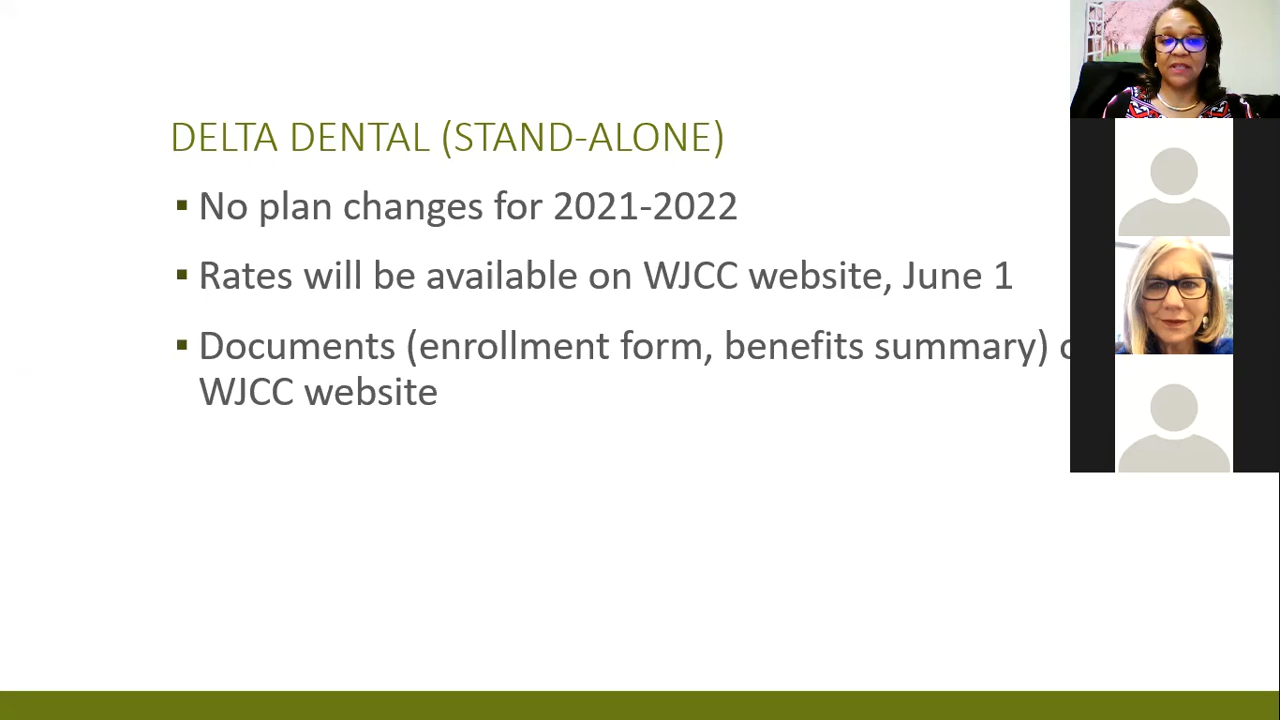 DELTA DENTAL (STAND-ALONE)
▪ No plan changes for 2021-2022
▪ Rates will be available on WJCC website, June 1
▪ Documents (enrollment form, benefits summary)
WJCC website